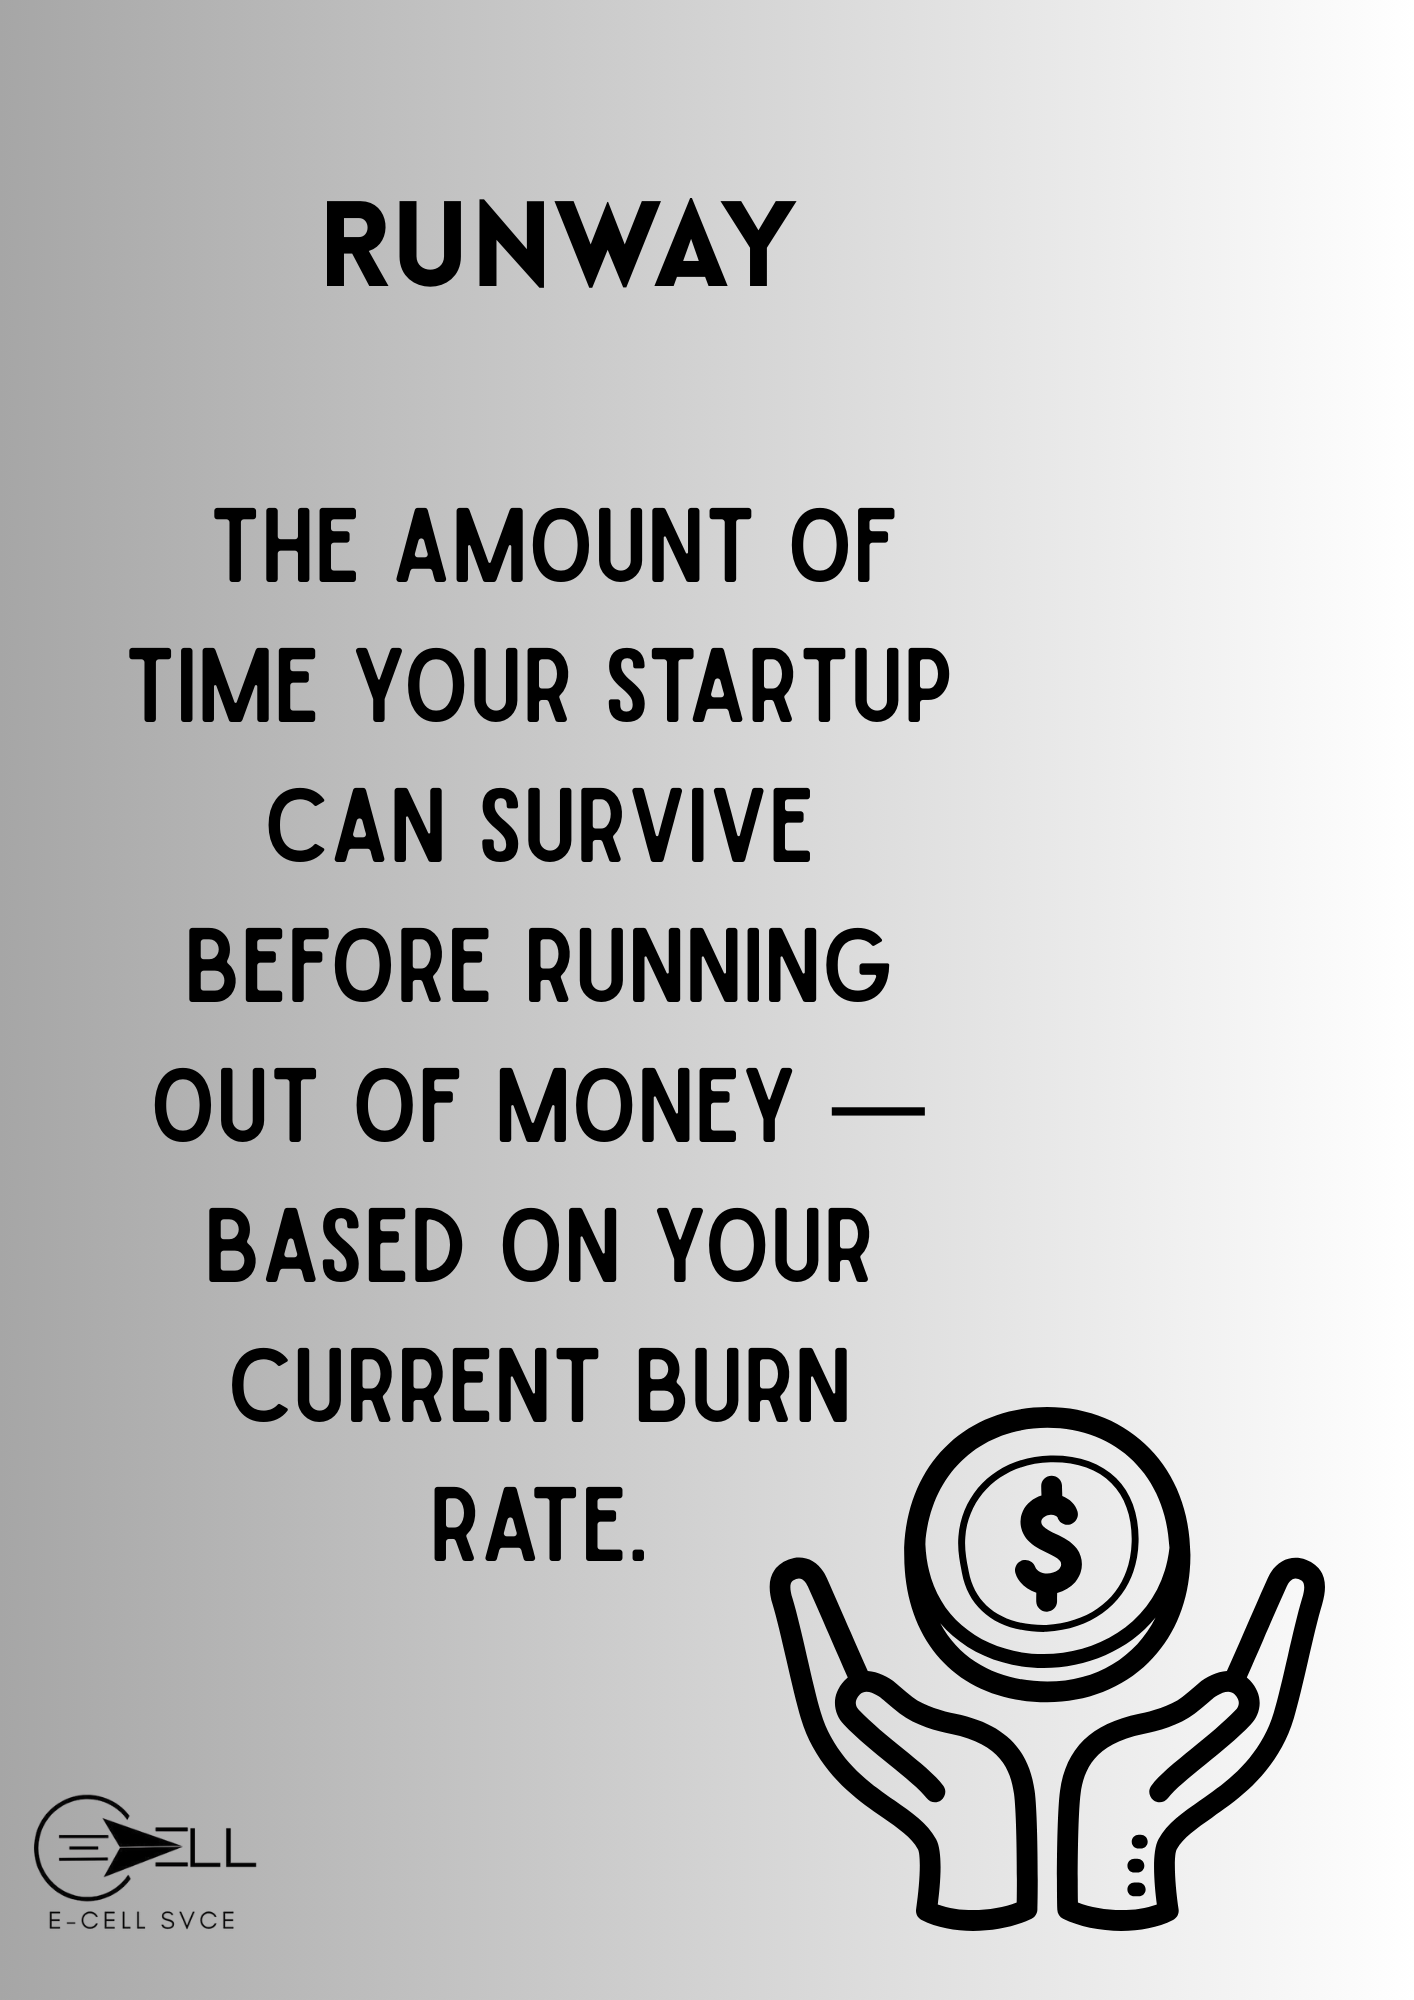 RUNWAY
THE AMOUNT OF
TIME YOUR STARTUP
CAN SURVIVE
BEFORE RUNNING
OUT OF MONEY —
BASED ON YOUR
CURRENT BURN
RATE.
$
E-CELL
E-CELL SVCE